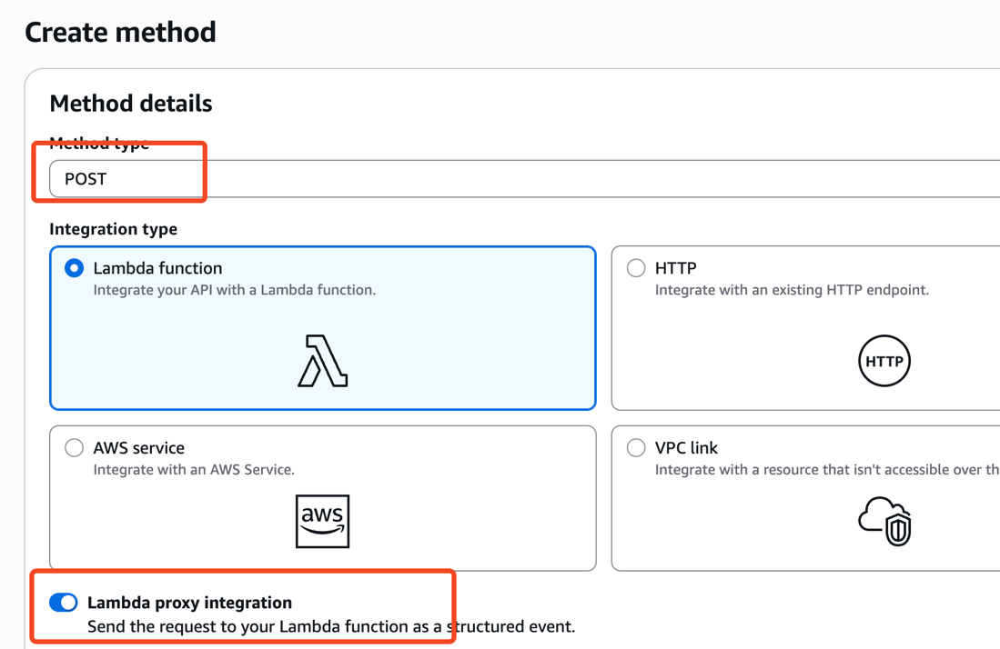 Create method
Method details
Method type
POST
Integration type
Lambda function
Integrate your API with a Lambda function.
HTTP
Integrate with an existing HTTP endpoint.
HTTP
AWS service
Integrate with an AWS Service.
aws
VPC link
Integrate with a resource that isn't accessible over th
Lambda proxy integration
Send the request to your Lambda function as a structured event.